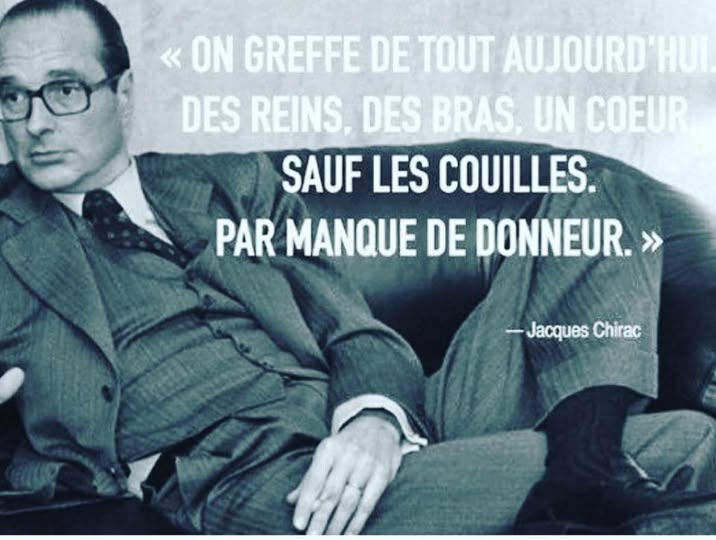 « ON GREFFE DE TOUT AUJOURD'HUI.
DES REINS, DES BRAS, UN COEUR
SAUF LES COUILLES.
PAR MANQUE DE DONNEUR. »
— Jacques Chirac